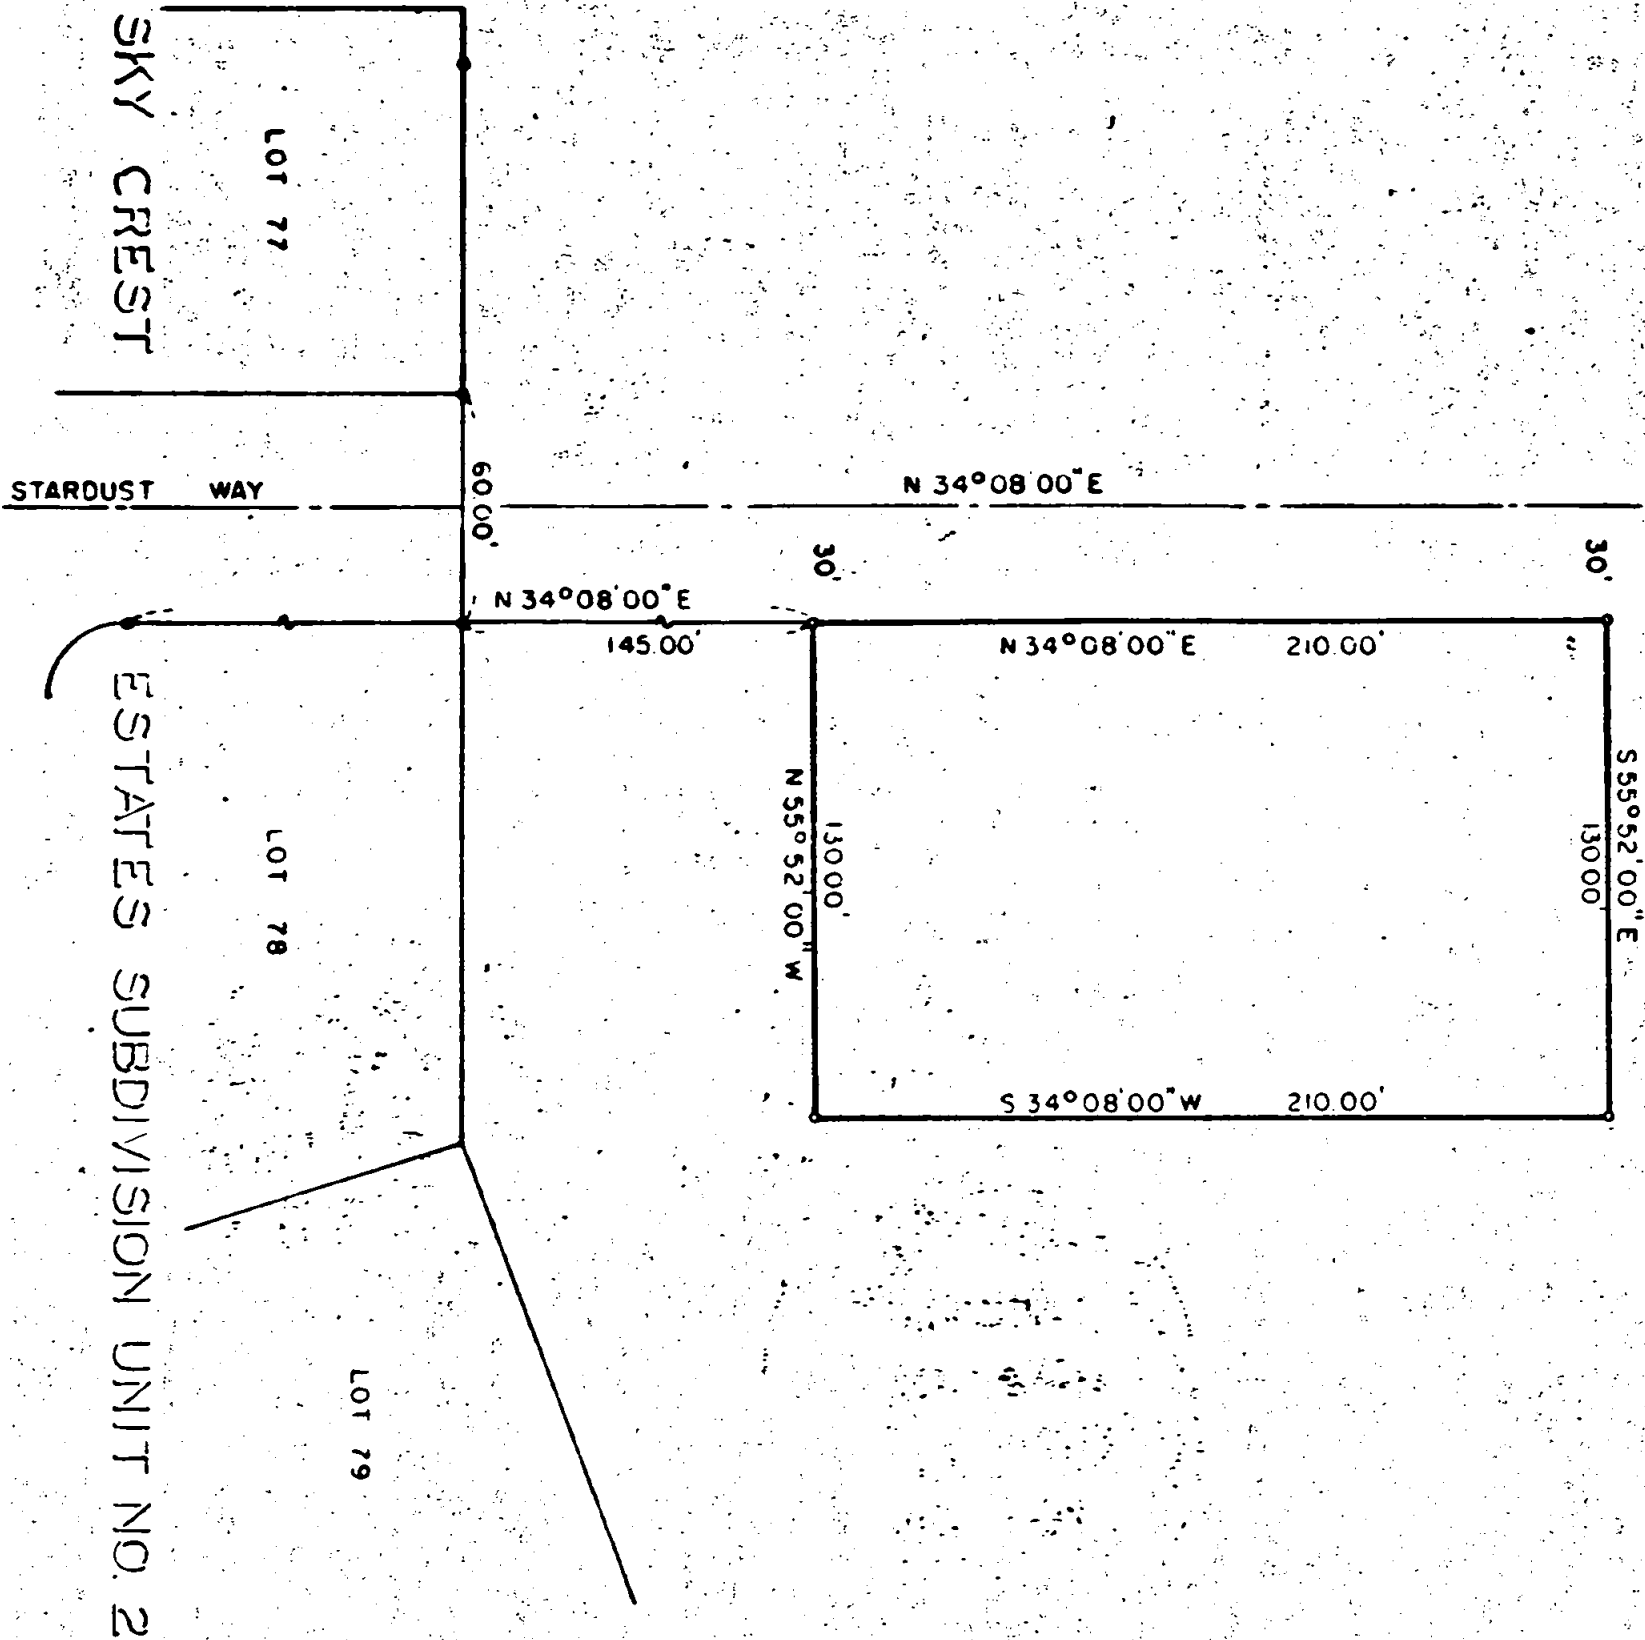 SKY CREST ESTATES SUBDIVISION UNIT NO. 2
LOT 77
STARDUST WAY
60.00'
N 34°08'00"E
30'
30'
N 34°08'00"E
145.00'
N 34°08'00"E 210.00'
S 55°52'00"E
130.00'
N 55°52'00" W
130.00'
S 34°08'00"W 210.00'
LOT 78
LOT 79